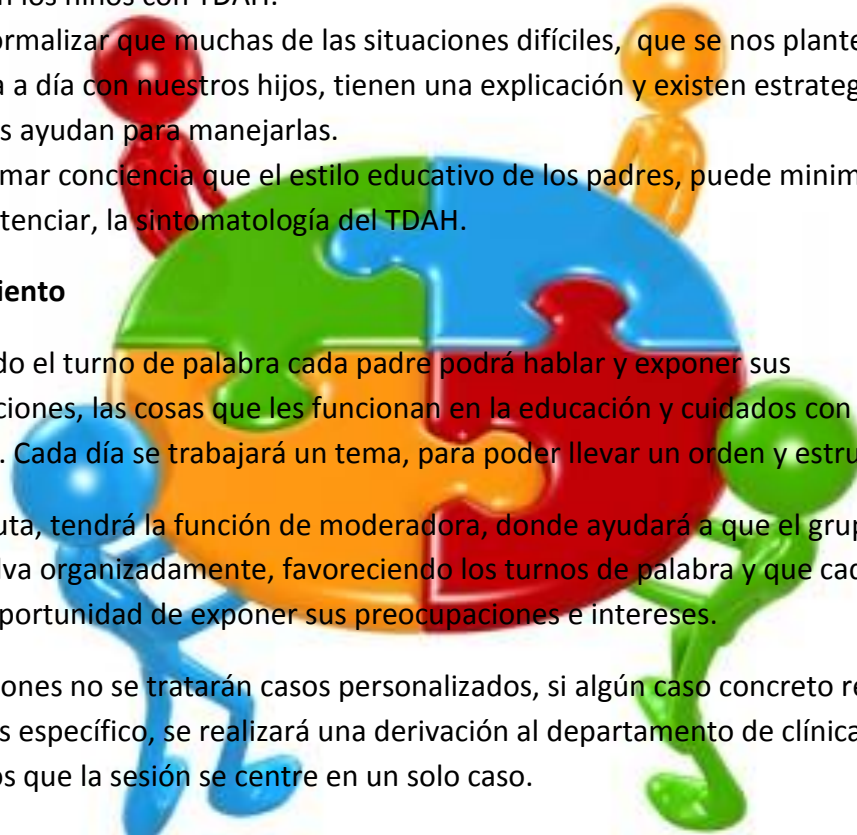 n los niños con TDAH.
ormalizar que muchas de las situaciones difíciles, que se nos plante
a a día con nuestros hijos, tienen una explicación y existen estrateg
s ayudan para manejarlas.
mar conciencia que el estilo educativo de los padres, puede minim
tenciar, la sintomatología del TDAH.
iento
do el turno de palabra cada padre podrá hablar y exponer sus
ciones, las cosas que les funcionan en la educación y cuidados con
. Cada día se trabajará un tema, para poder llevar un orden y estru
uta, tendrá la función de moderadora, donde ayudará a que el grup
lva organizadamente, favoreciendo los turnos de palabra y que cad
portunidad de exponer sus preocupaciones e intereses.
iones no se tratarán casos personalizados, si algún caso concreto re
s específico, se realizará una derivación al departamento de clínica
os que la sesión se centre en un solo caso.